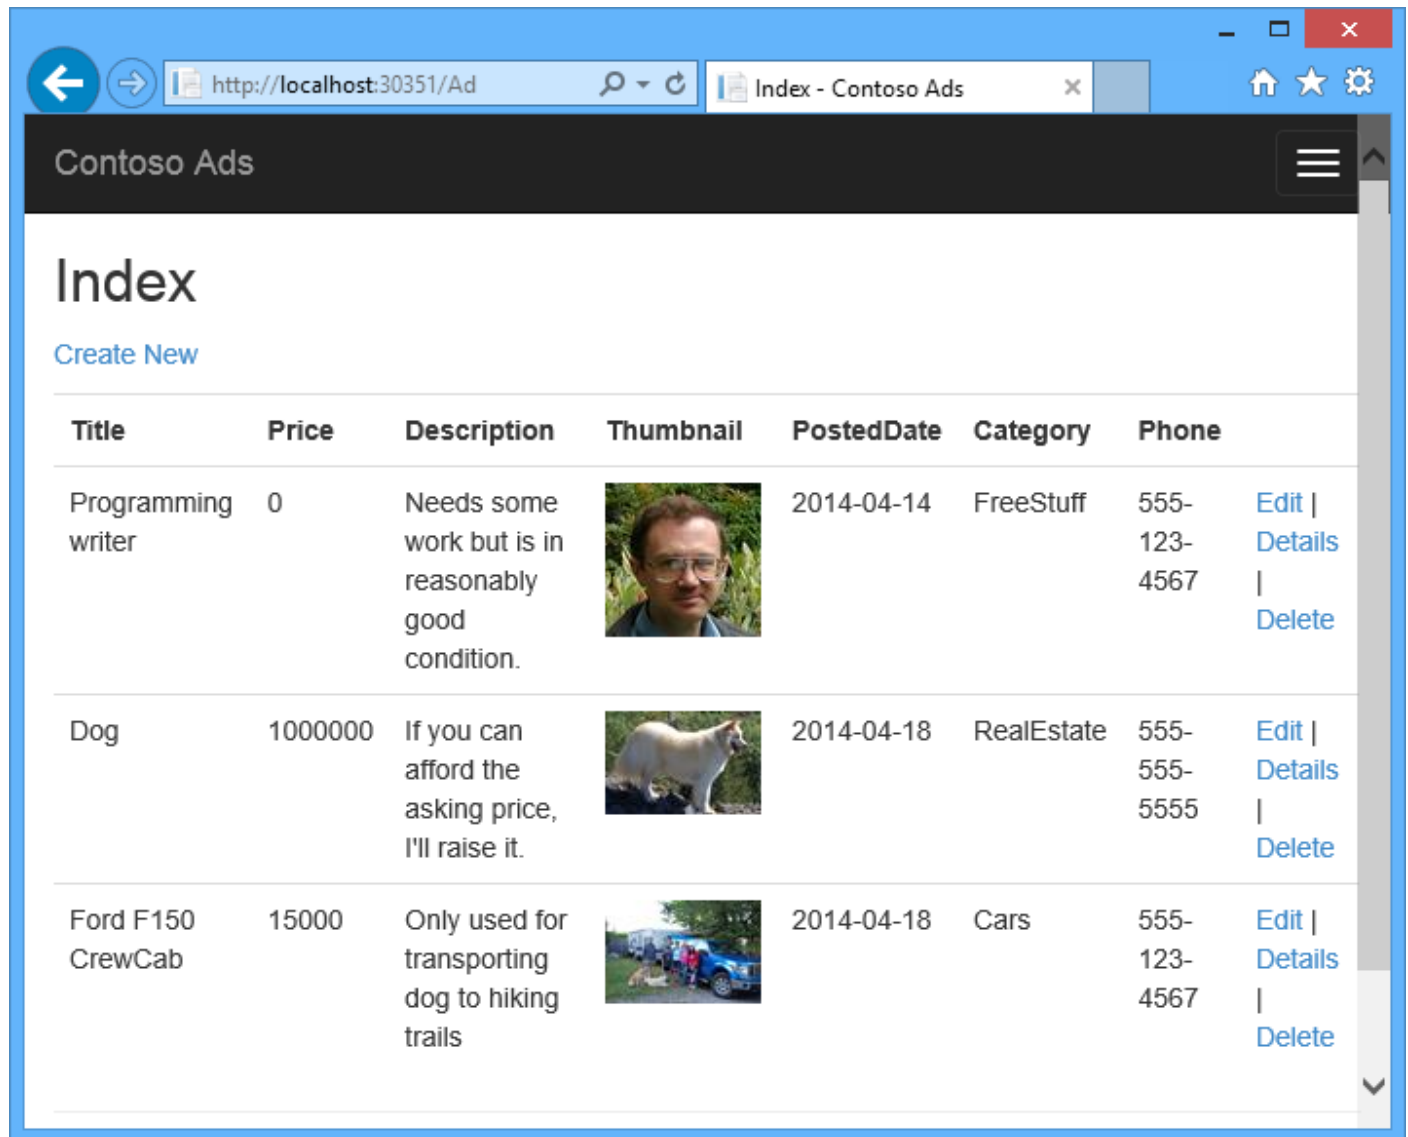 http://localhost:30351/Ad
Index - Contoso Ads
Contoso Ads
Index
Create New
Title Price Description Thumbnail PostedDate Category Phone
Programming 0 Needs some 2014-04-14 FreeStuff 555- Edit |
writer work but is in 123- Details
reasonably 4567 |
good Delete
condition.
Dog 1000000 If you can 2014-04-18 RealEstate 555- Edit |
afford the 555- Details
asking price, 5555 |
I'll raise it. Delete
Ford F150 15000 Only used for 2014-04-18 Cars 555- Edit |
CrewCab transporting 123- Details
dog to hiking 4567 |
trails Delete